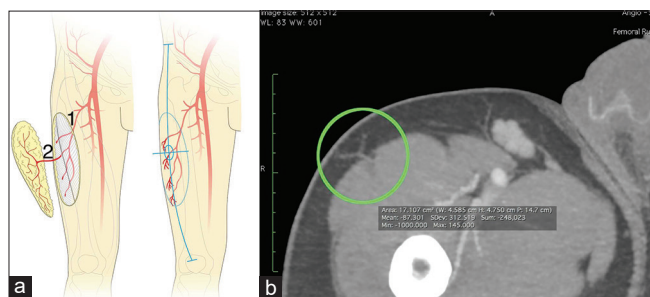 1
2
a
Image size: 512 x 512
WL: 83 WW: 601
A
Angio -
Femoral Ru
R
Area: 17.107 cm² (W: 4.585 cm H: 4.750 cm P: 14.7 cm)
Mean: -87.301 SDev: 312.519 Sum: -248,023
Min: -1000.000 Max: 145.000
b